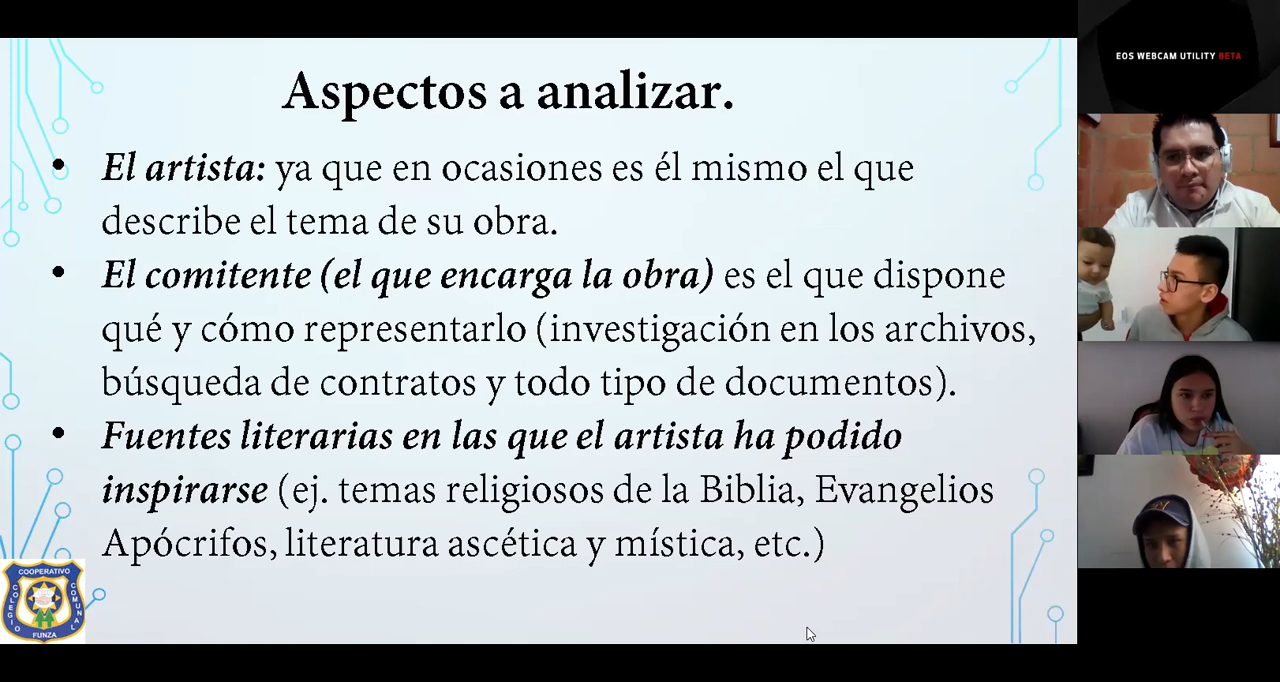 Aspectos a analizar.
• El artista: ya que en ocasiones es él mismo el que
describe el tema de su obra.
• El comitente (el que encarga la obra) es el que dispone
qué y cómo representarlo (investigación en los archivos,
búsqueda de contratos y todo tipo de documentos).
• Fuentes literarias en las que el artista ha podido
inspirarse (ej. temas religiosos de la Biblia, Evangelios
Apócrifos, literatura ascética y mística, etc.)
COOPERATIVO
COLEGIO
COMUNAL
FUNZA
EOS WEBCAM UTILITY BETA